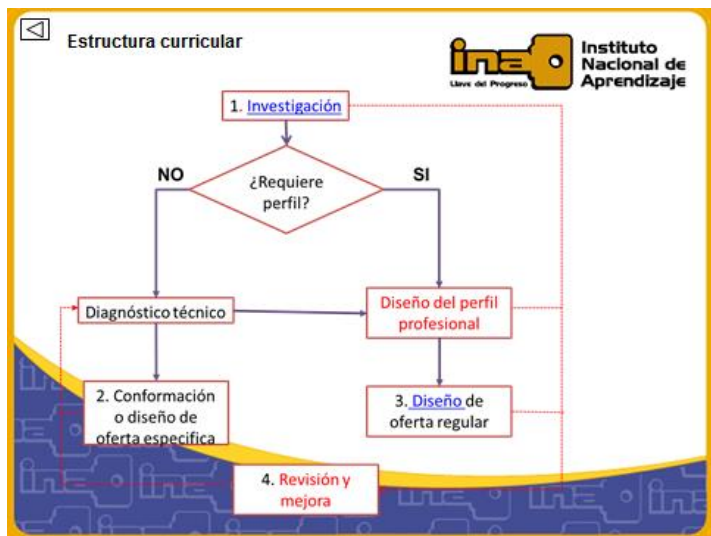 Estructura curricular
ina
Llave del Progreso
Instituto
Nacional de
Aprendizaje
1. Investigación
NO
SI
¿Requiere
perfil?
Diagnóstico técnico
Diseño del perfil
profesional
2. Conformación
o diseño de
oferta especifica
3. Diseño de
oferta regular
4. Revisión y
mejora